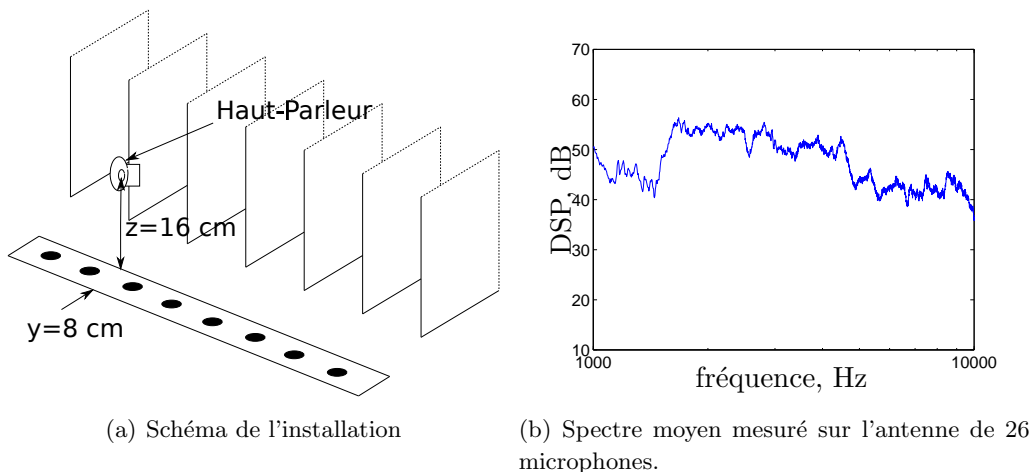 Haut-Parleur
z=16 cm
y=8 cm
(a) Schéma de l'installation
70
60
50
40
30
20
10
DSP, dB
1000
10000
fréquence, Hz
(b) Spectre moyen mesuré sur l'antenne de 26
microphones.